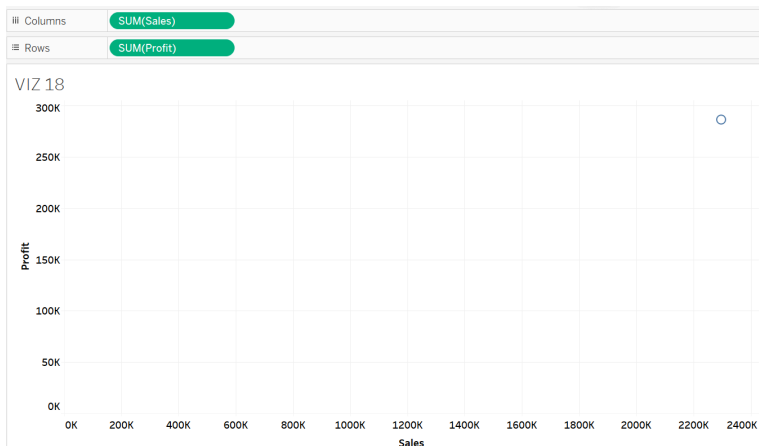 Columns SUM(Sales)
Rows SUM(Profit)
VIZ 18
300K
250K
200K
150K
100K
50K
0K
Profit
0K 200K 400K 600K 800K 1000K 1200K 1400K 1600K 1800K 2000K 2200K 2400K
Sales